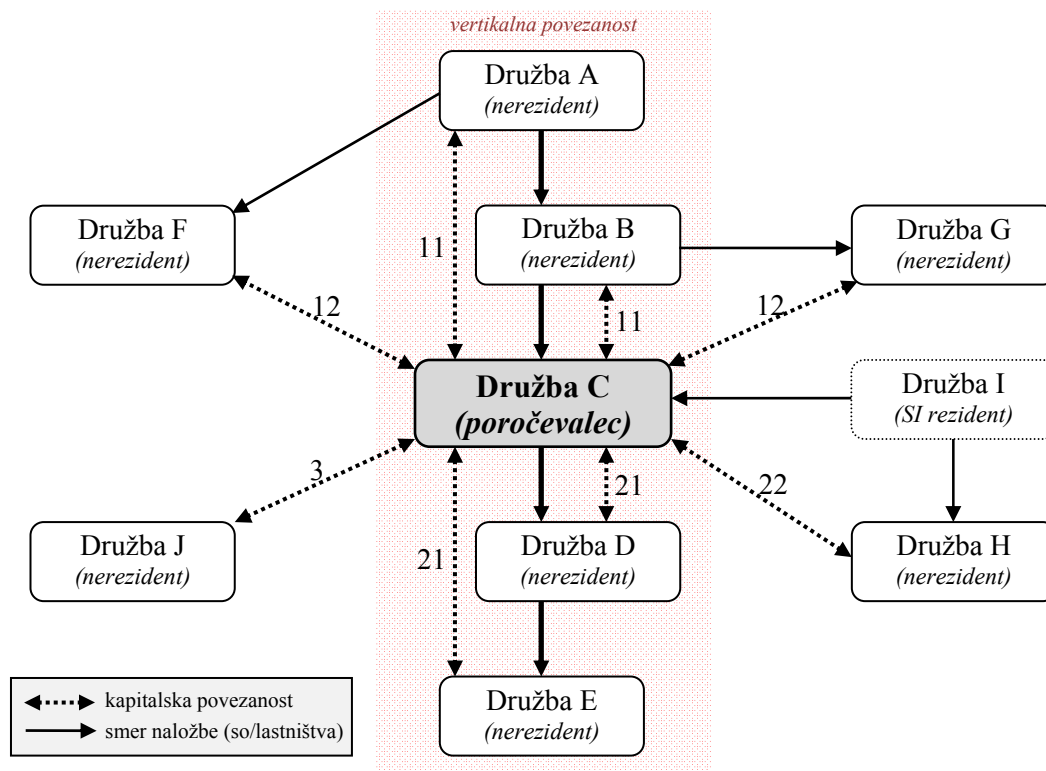 vertikalna povezanost
Družba A
(nerezident)
Družba F
(nerezident)
Družba B
(nerezident)
Družba G
(nerezident)
11
12
11
12
Družba C
(poročevalec)
Družba I
(SI rezident)
3
21
22
21
Družba J
(nerezident)
Družba D
(nerezident)
Družba H
(nerezident)
Družba E
(nerezident)
kapitalska povezanost
smer naložbe (so/lastništva)